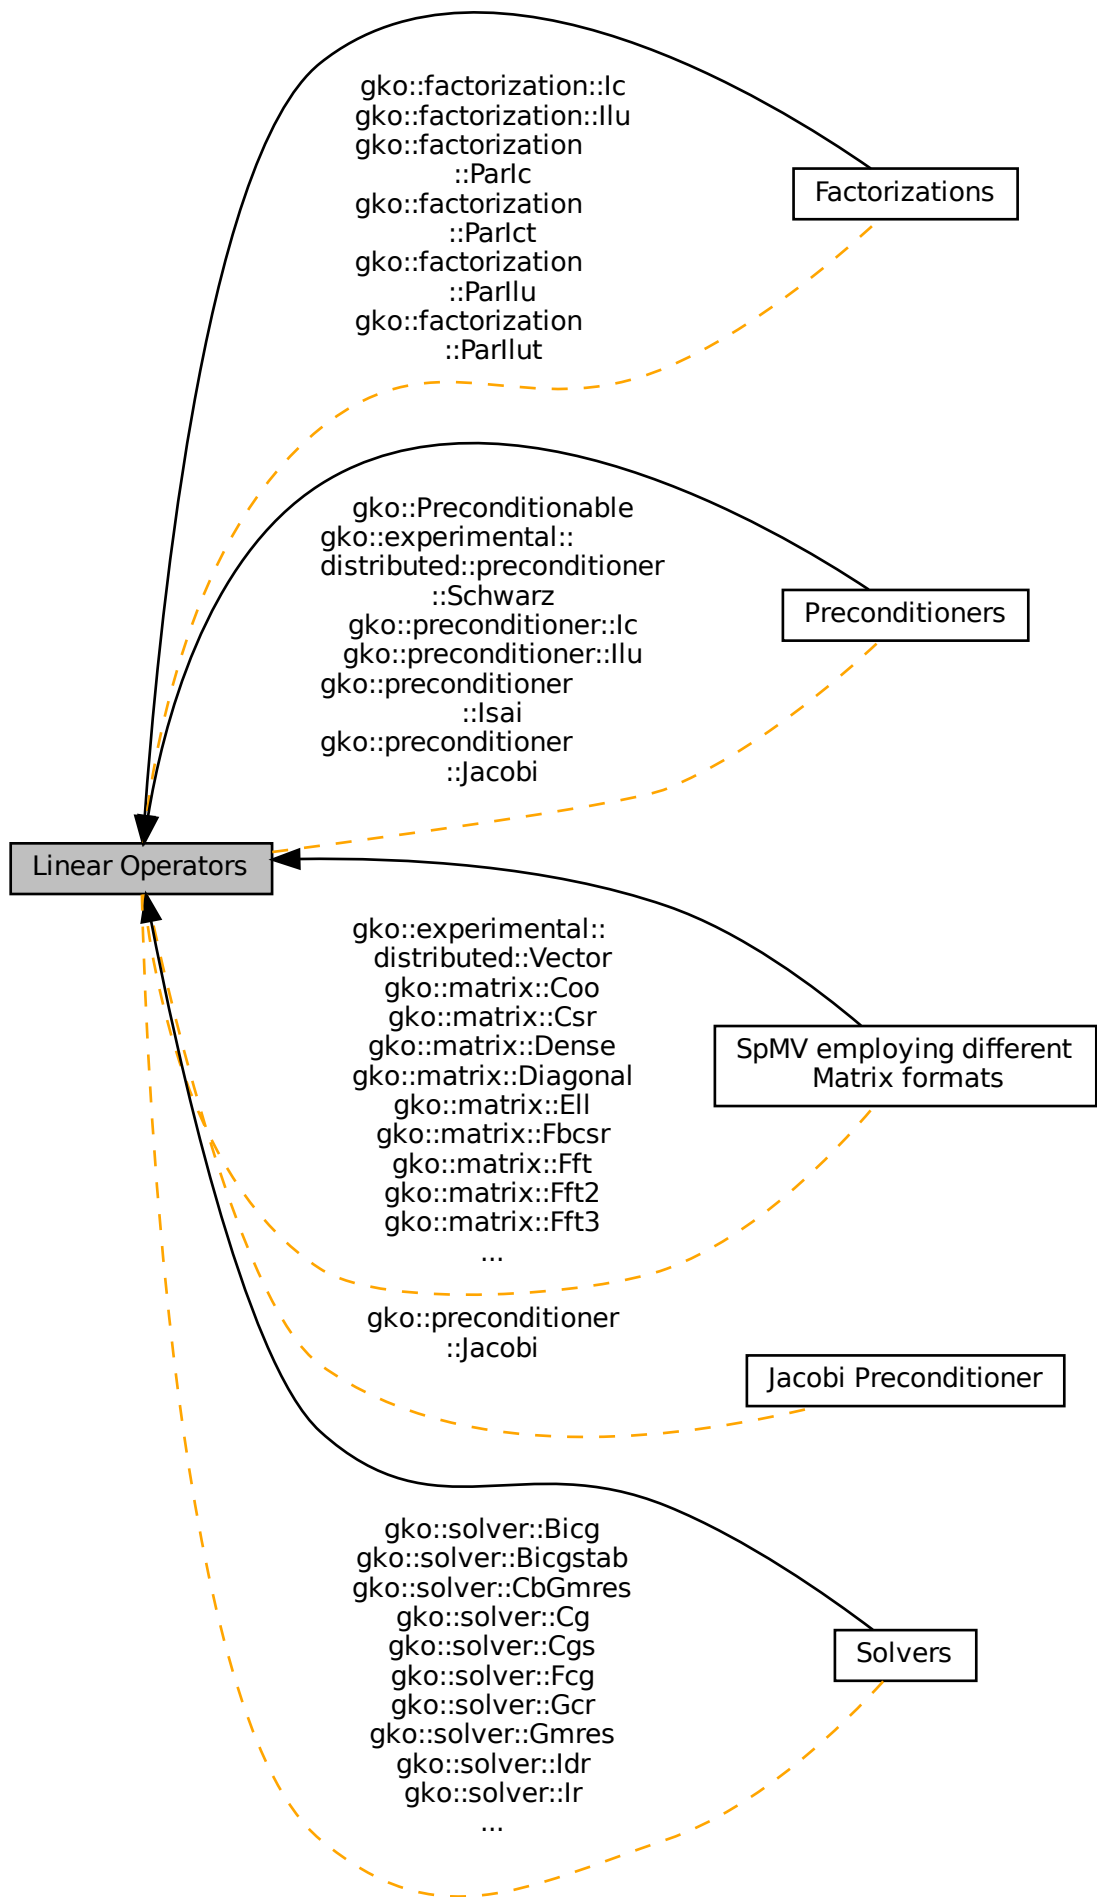 gko::factorization::Ic
gko::factorization::Ilu
gko::factorization
::ParIc
gko::factorization
::ParIct
gko::factorization
::ParIlu
gko::factorization
::ParIlut
Factorizations
gko::Preconditionable
gko::experimental::
distributed::preconditioner
::Schwarz
gko::preconditioner::Ic
gko::preconditioner::Ilu
gko::preconditioner
::Isai
gko::preconditioner
::Jacobi
Preconditioners
Linear Operators
gko::experimental::
distributed::Vector
gko::matrix::Coo
gko::matrix::Csr
gko::matrix::Dense
gko::matrix::Diagonal
gko::matrix::Ell
gko::matrix::Fbcsr
gko::matrix::Fft
gko::matrix::Fft2
gko::matrix::Fft3
...
SpMV employing different
Matrix formats
gko::preconditioner
::Jacobi
Jacobi Preconditioner
gko::solver::Bicg
gko::solver::Bicgstab
gko::solver::CbGmres
gko::solver::Cg
gko::solver::Cgs
gko::solver::Fcg
gko::solver::Gcr
gko::solver::Gmres
gko::solver::Idr
gko::solver::Ir
...
Solvers